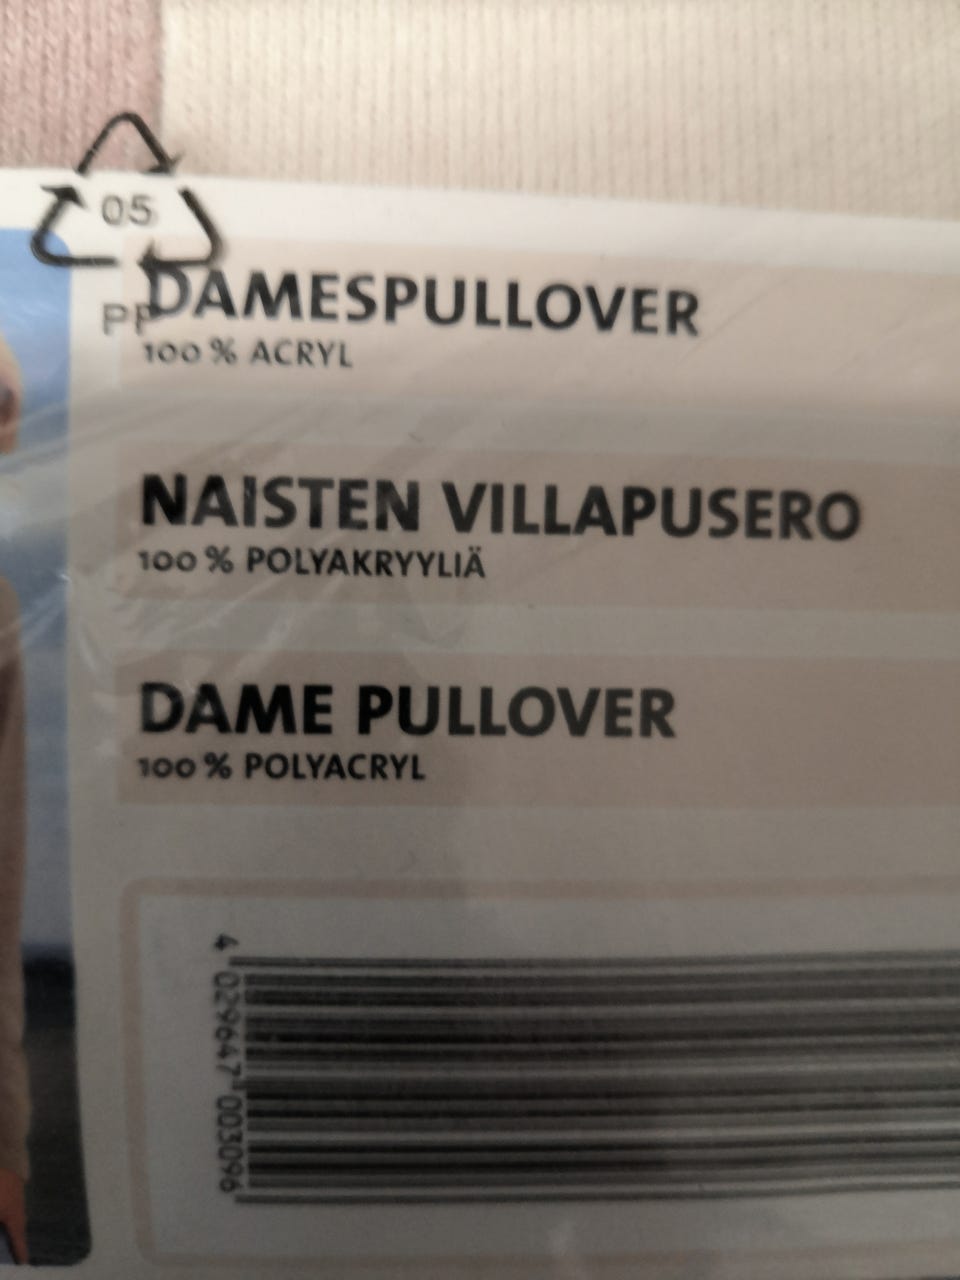 05
PP
DAMESPULLOVER
100 % ACRYL
NAISTEN VILLAPUSERO
100 % POLYAKRYYLIÄ
DAME PULLOVER
100 % POLYACRYL
4 029647 003096